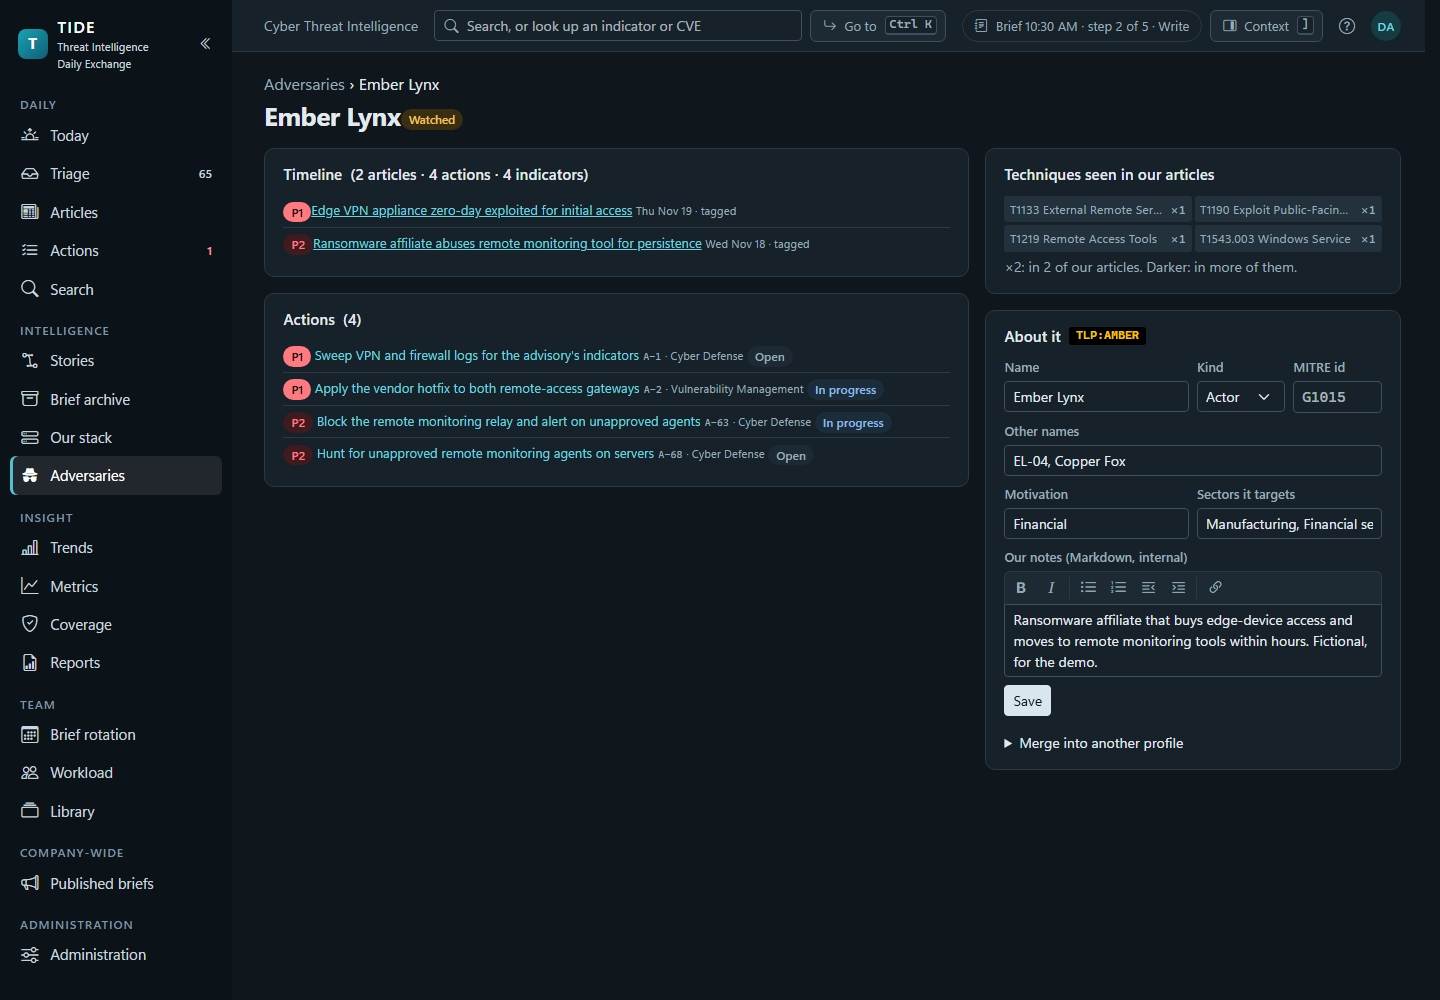 T
TIDE
Threat Intelligence
Daily Exchange
DAILY
Today
Triage 65
Articles
Actions 1
Search
INTELLIGENCE
Stories
Brief archive
Our stack
Adversaries
INSIGHT
Trends
Metrics
Coverage
Reports
TEAM
Brief rotation
Workload
Library
COMPANY-WIDE
Published briefs
ADMINISTRATION
Administration
Cyber Threat Intelligence
Search, or look up an indicator or CVE
Go to Ctrl K
Brief 10:30 AM · step 2 of 5 · Write
Context ]
?
DA
Adversaries › Ember Lynx
Ember Lynx Watched
Timeline (2 articles · 4 actions · 4 indicators)
P1 Edge VPN appliance zero-day exploited for initial access Thu Nov 19 · tagged
P2 Ransomware affiliate abuses remote monitoring tool for persistence Wed Nov 18 · tagged
Actions (4)
P1 Sweep VPN and firewall logs for the advisory's indicators A-1 · Cyber Defense Open
P1 Apply the vendor hotfix to both remote-access gateways A-2 · Vulnerability Management In progress
P2 Block the remote monitoring relay and alert on unapproved agents A-63 · Cyber Defense In progress
P2 Hunt for unapproved remote monitoring agents on servers A-68 · Cyber Defense Open
Techniques seen in our articles
T1133 External Remote Ser... ×1 T1190 Exploit Public-Facin... ×1
T1219 Remote Access Tools ×1 T1543.003 Windows Service ×1
×2: in 2 of our articles. Darker: in more of them.
About it TLP:AMBER
Name Kind MITRE id
Ember Lynx Actor G1015
Other names
EL-04, Copper Fox
Motivation Sectors it targets
Financial Manufacturing, Financial se
Our notes (Markdown, internal)
B I
Ransomware affiliate that buys edge-device access and
moves to remote monitoring tools within hours. Fictional,
for the demo.
Save
Merge into another profile